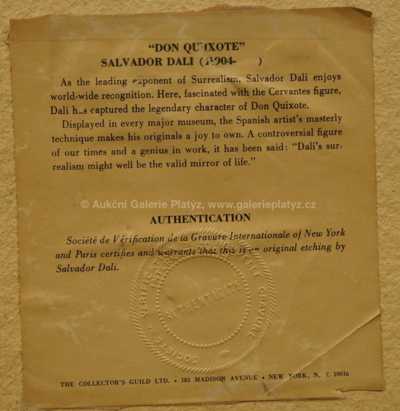 "DON QUIXOTE"
SALVADOR DALI (1904-      )
As the leading exponent of Surrealism, Salvador Dali enjoys
world-wide recognition. Here, fascinated with the Cervantes figure,
Dali has captured the legendary character of Don Quixote.
Displayed in every major museum, the Spanish artist's masterly
technique makes his originals a joy to own. A controversial figure
of our times and a genius in work, it has been said: "Dali's sur-
realism might well be the valid mirror of life."
© Aukční Galerie Platýz, www.galerieplatyz.cz
AUTHENTICATION
Société de Vérification de la Gravure Internationale of New York
and Paris certifies and warrants that this is an original etching by
Salvador Dali.
THE COLLECTOR'S GUILD LTD. • 185 MADISON AVENUE • NEW YORK, N. Y. 10016